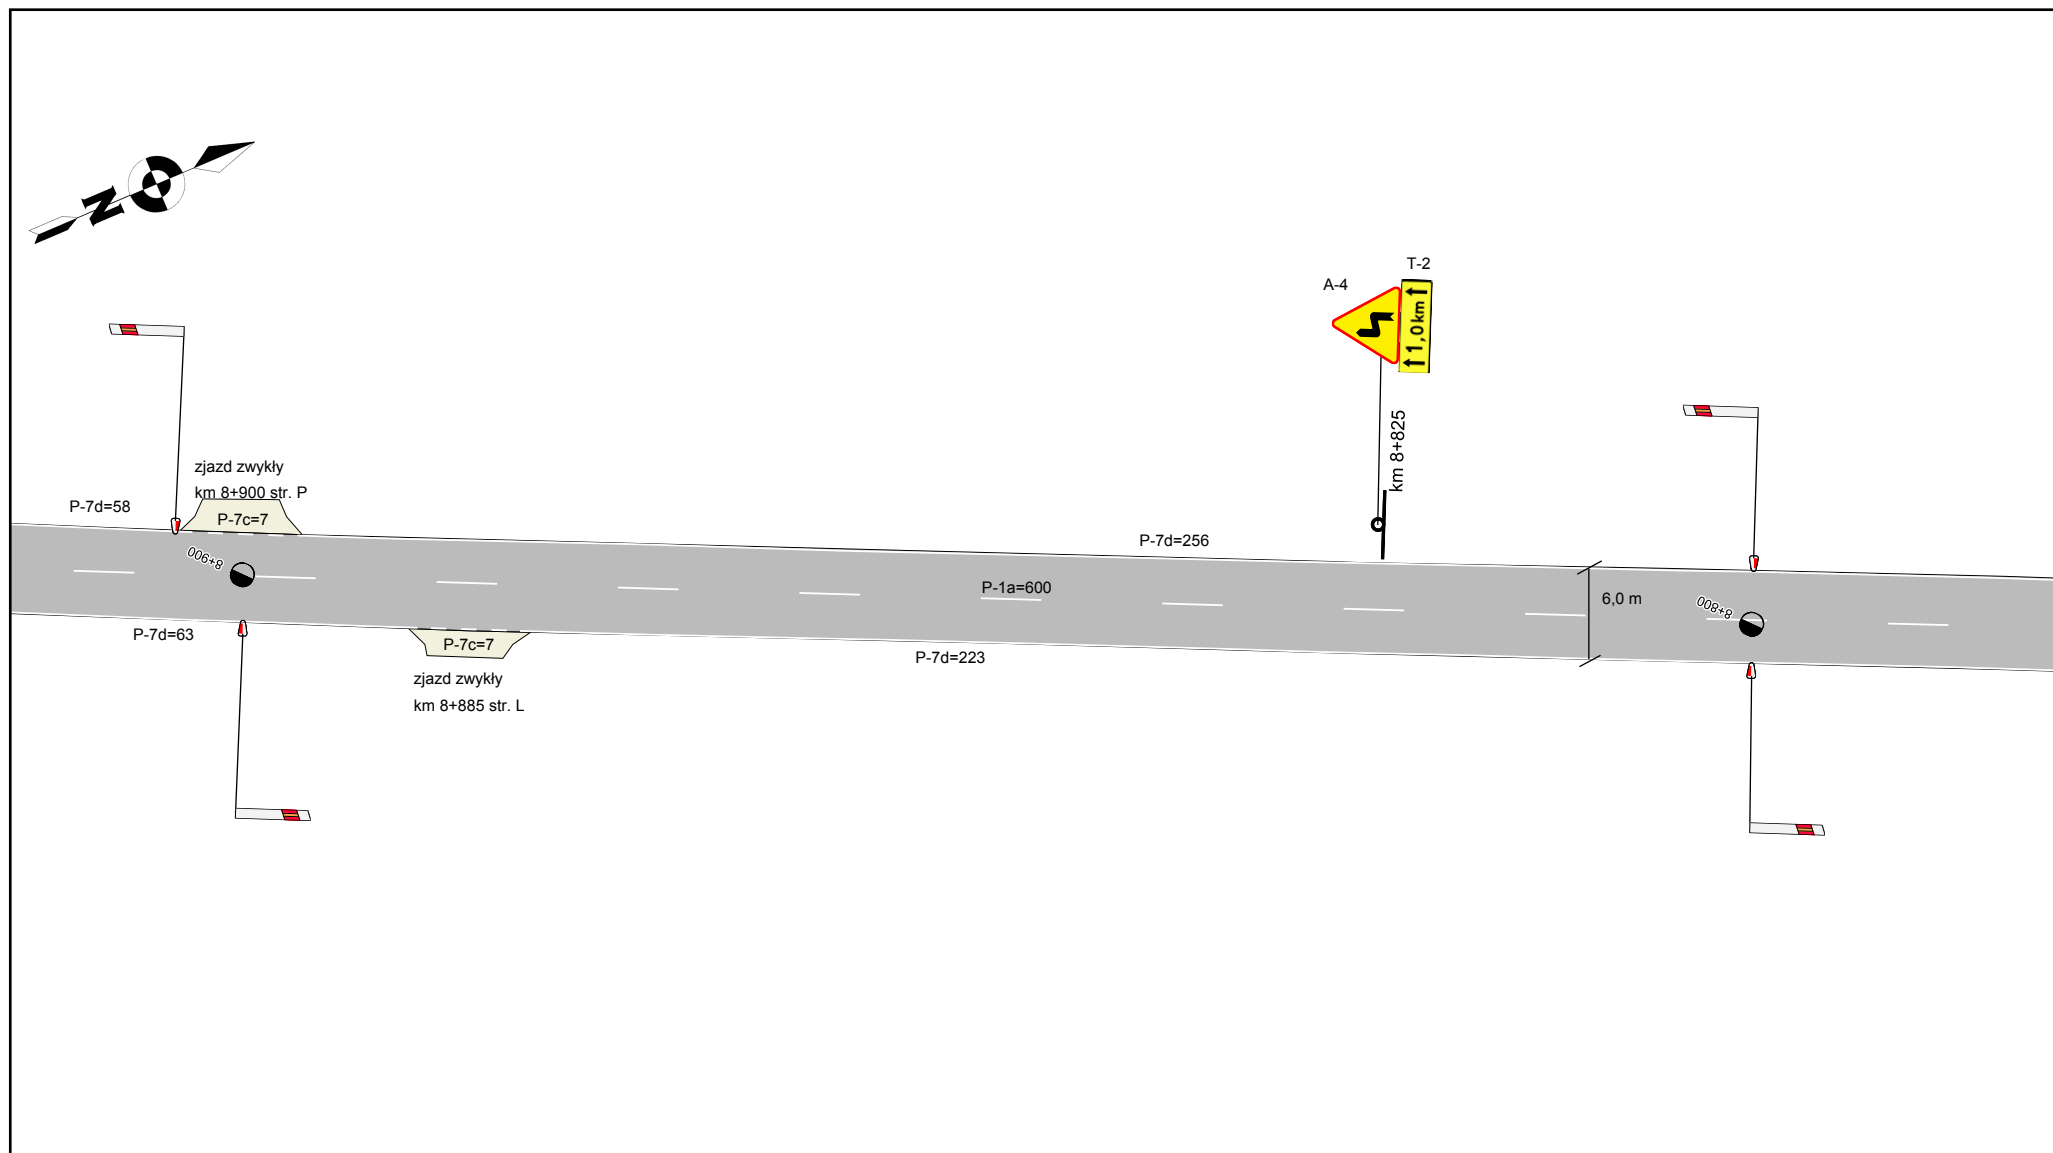 N
T-2
A-4
1,0 km
km 8+825
zjazd zwykły
km 8+900 str. P
P-7d=58
P-7c=7
P-7d=256
8+900
P-1a=600
6,0 m
8+800
P-7d=63
P-7c=7
P-7d=223
zjazd zwykły
km 8+885 str. L